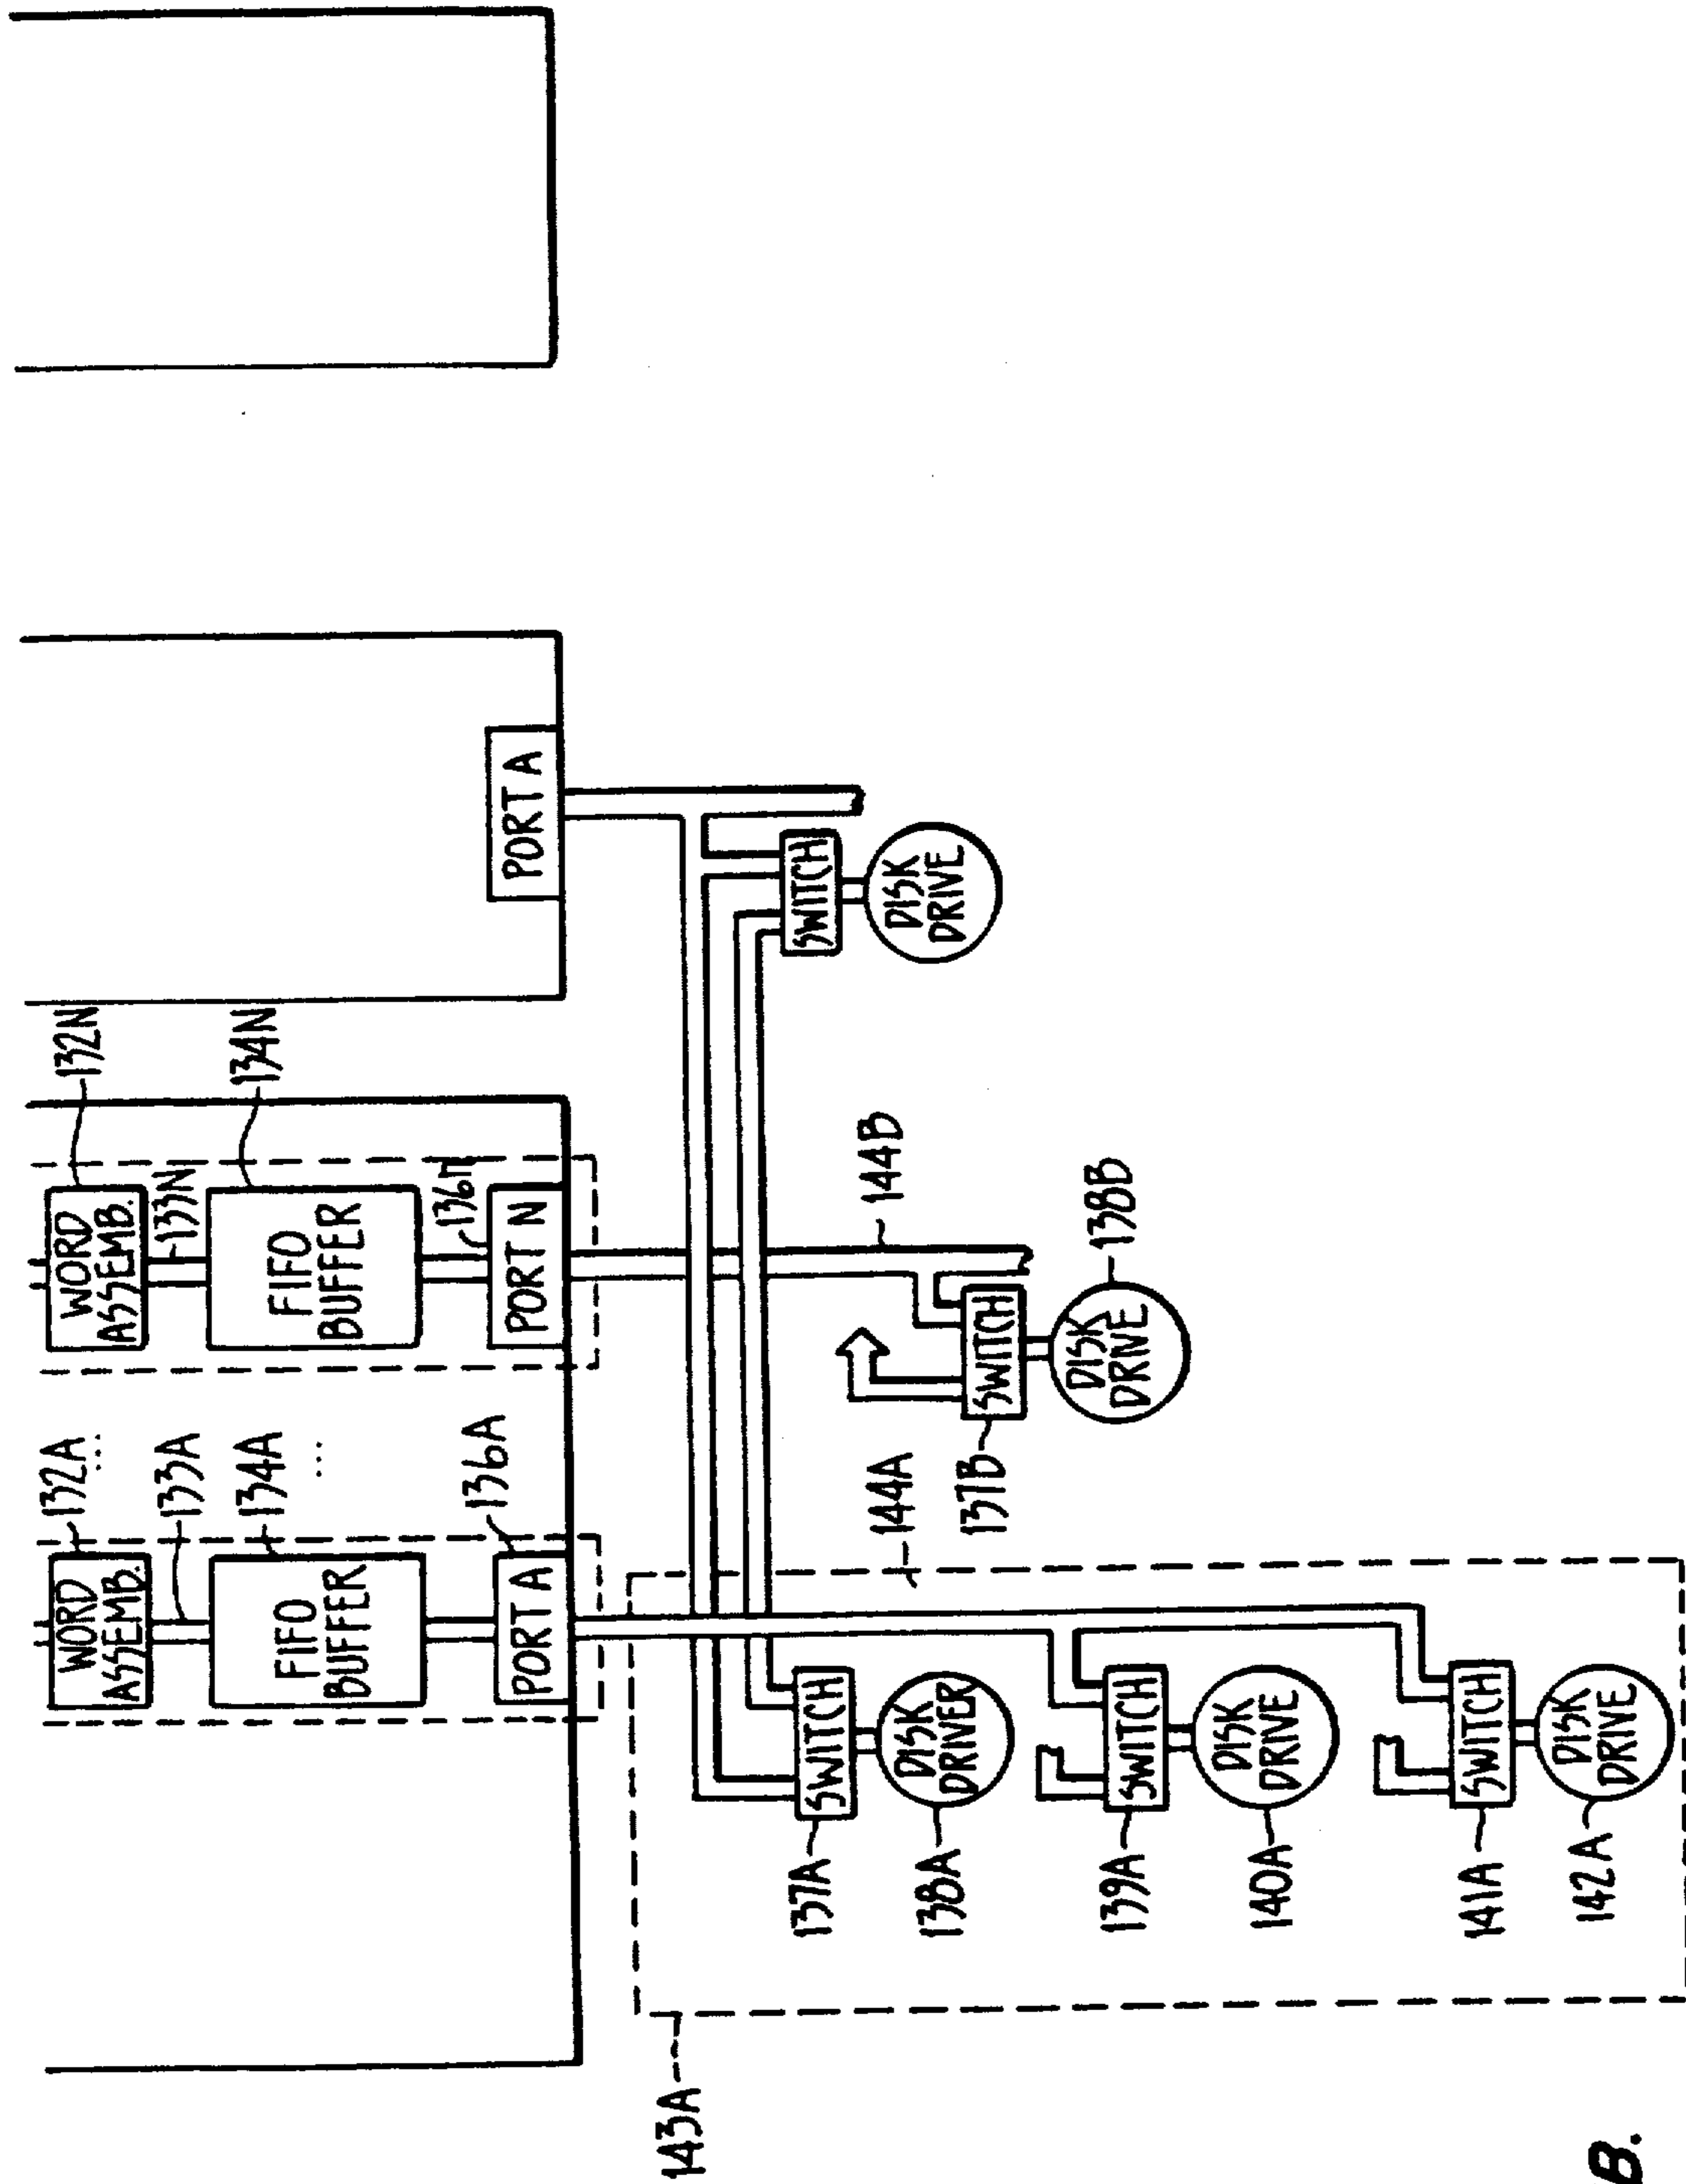 132A
WORD
ASSEMB.
...
132N
WORD
ASSEMB.
133A
133N
134A
FIFO
BUFFER
...
134N
FIFO
BUFFER
136A
PORT A
136n
PORT N
PORT A
143A
144A
144B
137A
SWITCH
138A
DISK
DRIVER
139A
SWITCH
140A
DISK
DRIVE
141A
SWITCH
142A
DISK
DRIVE
137B
SWITCH
138B
DISK
DRIVE
SWITCH
DISK
DRIVE
B.